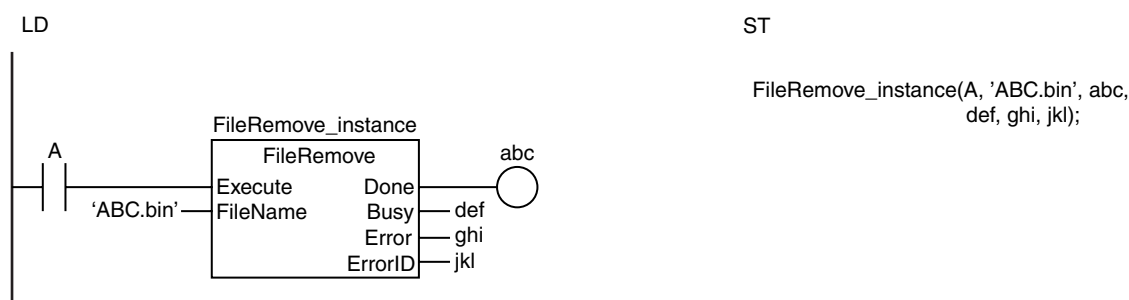 LD
ST
FileRemove_instance(A, 'ABC.bin', abc,
def, ghi, jkl);
FileRemove_instance
A
FileRemove
abc
Execute
Done
'ABC.bin'
FileName
Busy
def
Error
ghi
ErrorID
jkl